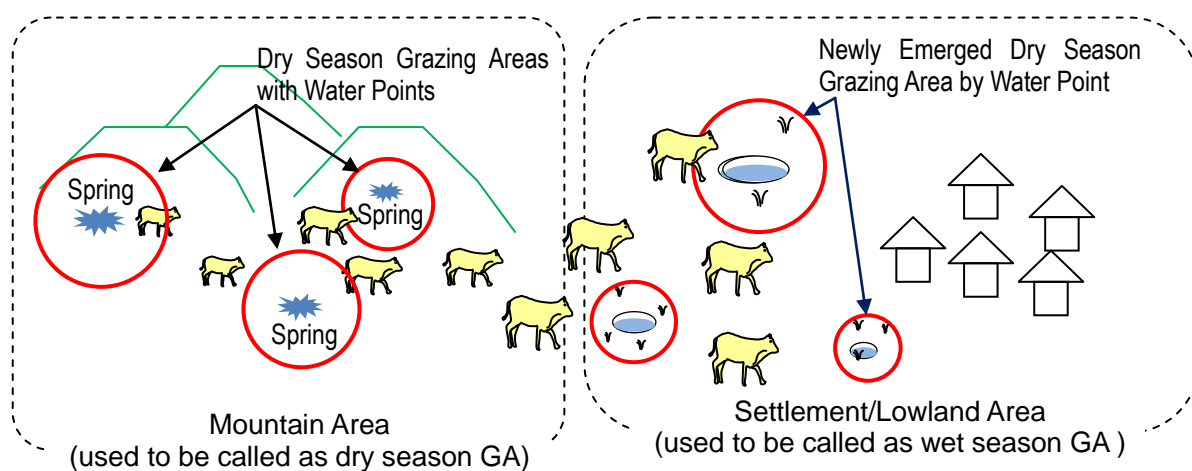 Dry Season Grazing Areas
with Water Points
Spring
Spring
Spring
Mountain Area
(used to be called as dry season GA)
Newly Emerged Dry Season
Grazing Area by Water Point
Settlement/Lowland Area
(used to be called as wet season GA )